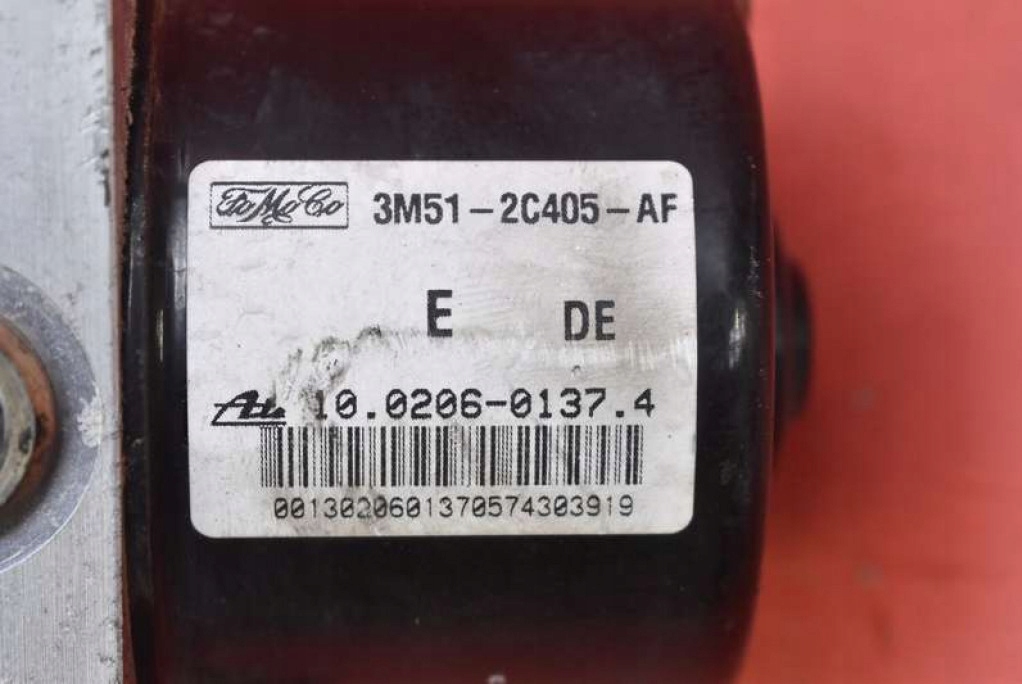 FoMoCo 3M51-2C405-AF
E DE
Ate 10.0206-0137.4
0013020601370574303919